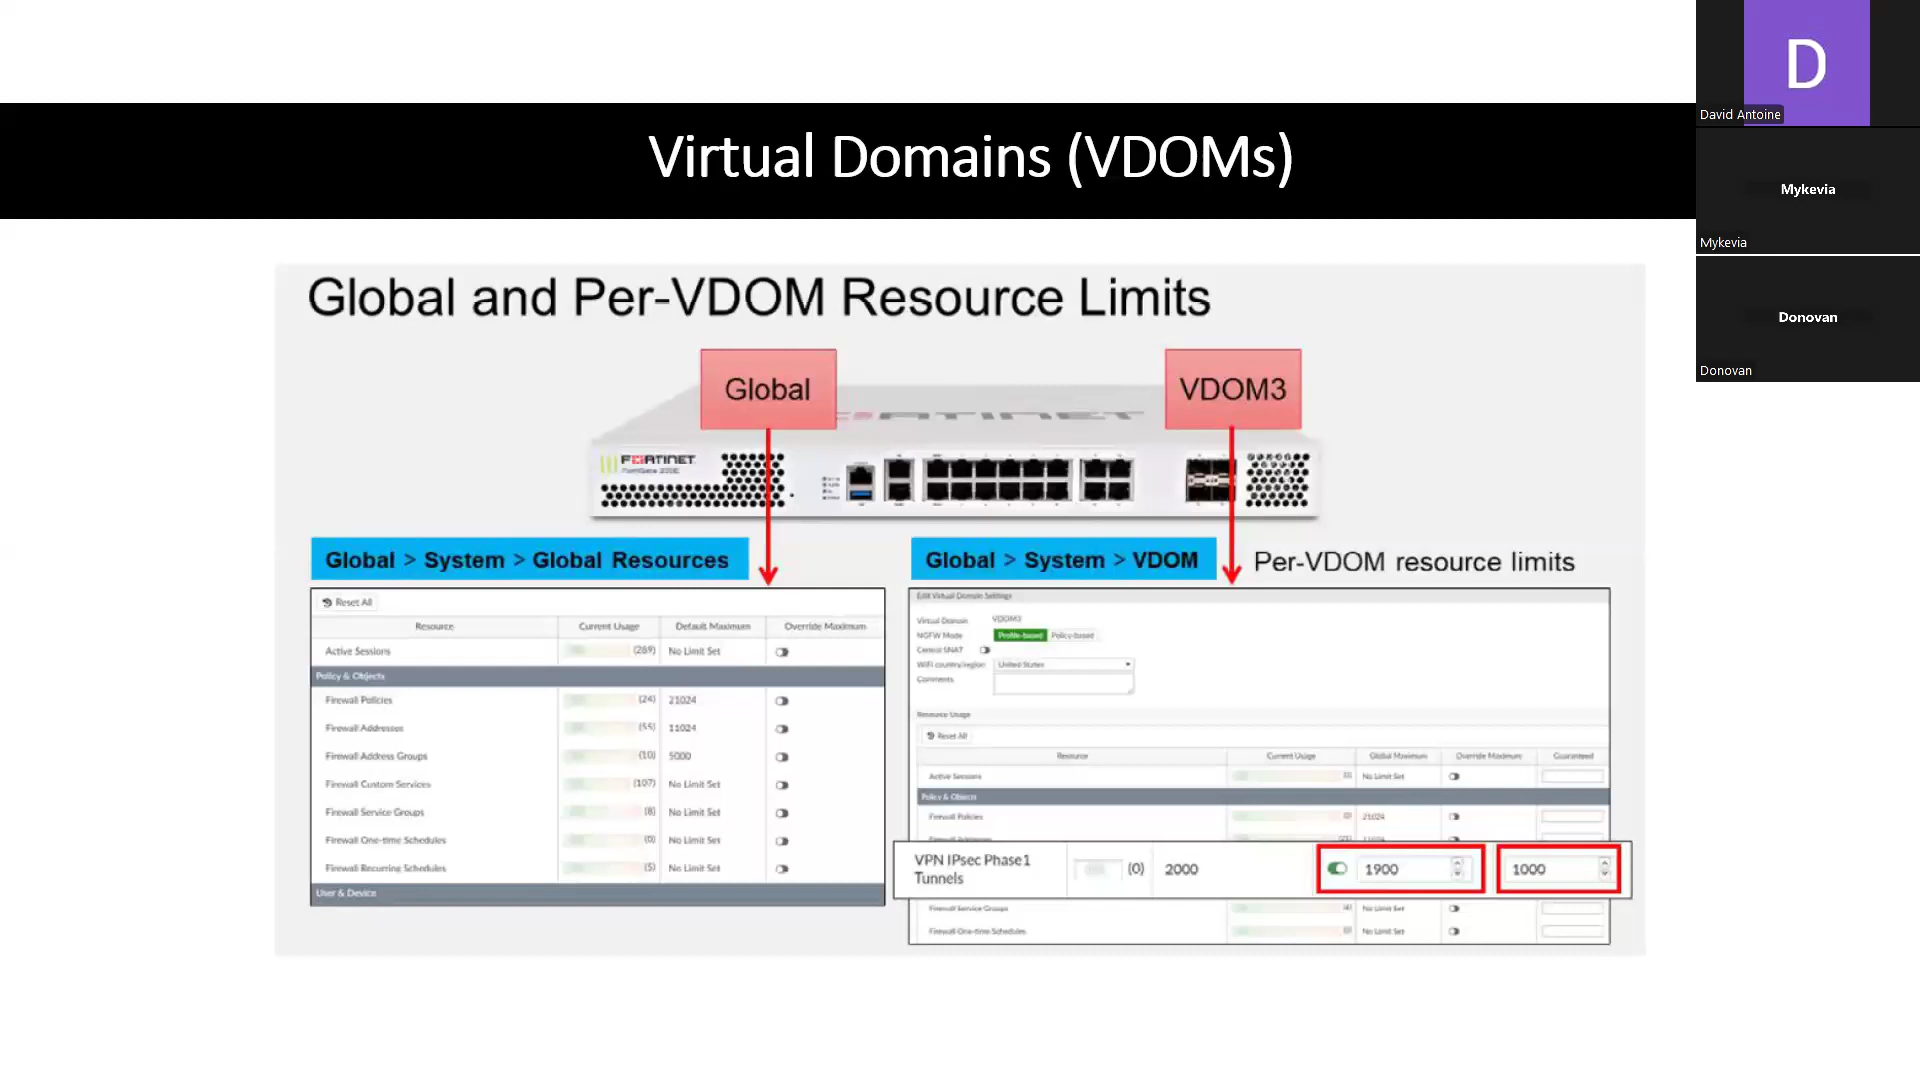 Virtual Domains (VDOMs)
D
David Antoine
Mykevia
Mykevia
Donovan
Donovan
Global and Per-VDOM Resource Limits
Global
VDOM3
FORTINET
FORTINET
FortiGate 200E
Global > System > Global Resources
Reset All
Resource Current Usage Default Maximum Override Maximum
Active Sessions (289) No Limit Set
Policy & Objects
Firewall Policies (24) 21024
Firewall Addresses (55) 11024
Firewall Address Groups (10) 5000
Firewall Custom Services (107) No Limit Set
Firewall Service Groups (8) No Limit Set
Firewall One-time Schedules (0) No Limit Set
Firewall Recurring Schedules (5) No Limit Set
User & Device
Global > System > VDOM
Per-VDOM resource limits
Edit Virtual Domain Settings
Virtual Domain VDOM3
NGFW Mode Profile-based Policy-based
Central SNAT
WiFi country/region United States
Comments
Resource Usage
Reset All
Resource Current Usage Global Maximum Override Maximum Guaranteed
Active Sessions No Limit Set
Policy & Objects
Firewall Policies 21024
Firewall Addresses 11024
VPN IPsec Phase1 Tunnels (0) 2000 1900 1000
Firewall Service Groups No Limit Set
Firewall One-time Schedules No Limit Set